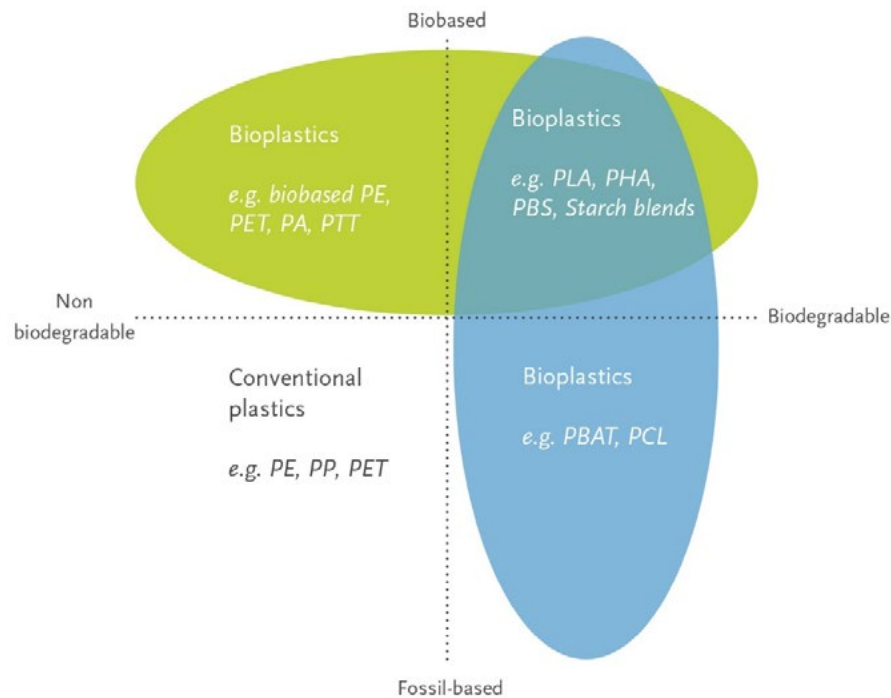 Biobased
Bioplastics
e.g. biobased PE,
PET, PA, PTT
Bioplastics
e.g. PLA, PHA,
PBS, Starch blends
Non
biodegradable
Biodegradable
Conventional
plastics
e.g. PE, PP, PET
Bioplastics
e.g. PBAT, PCL
Fossil-based